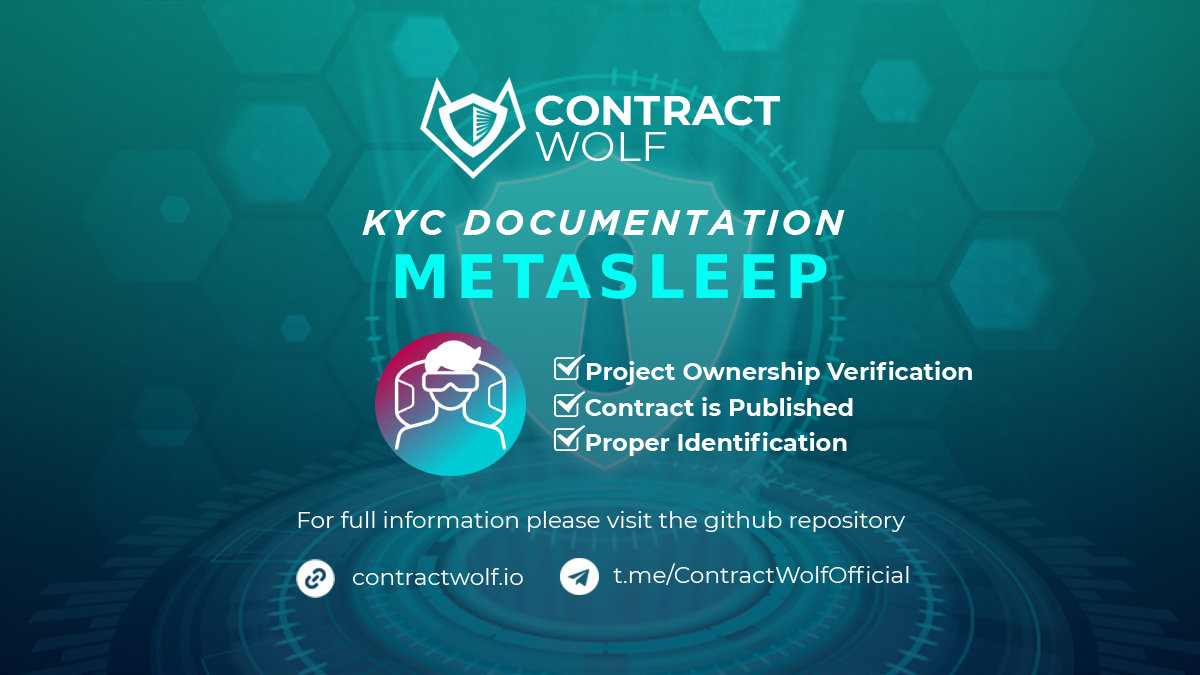 CONTRACT
WOLF
KYC DOCUMENTATION
METASLEEP
Project Ownership Verification
Contract is Published
Proper Identification
For full information please visit the github repository
contractwolf.io
t.me/ContractWolfOfficial